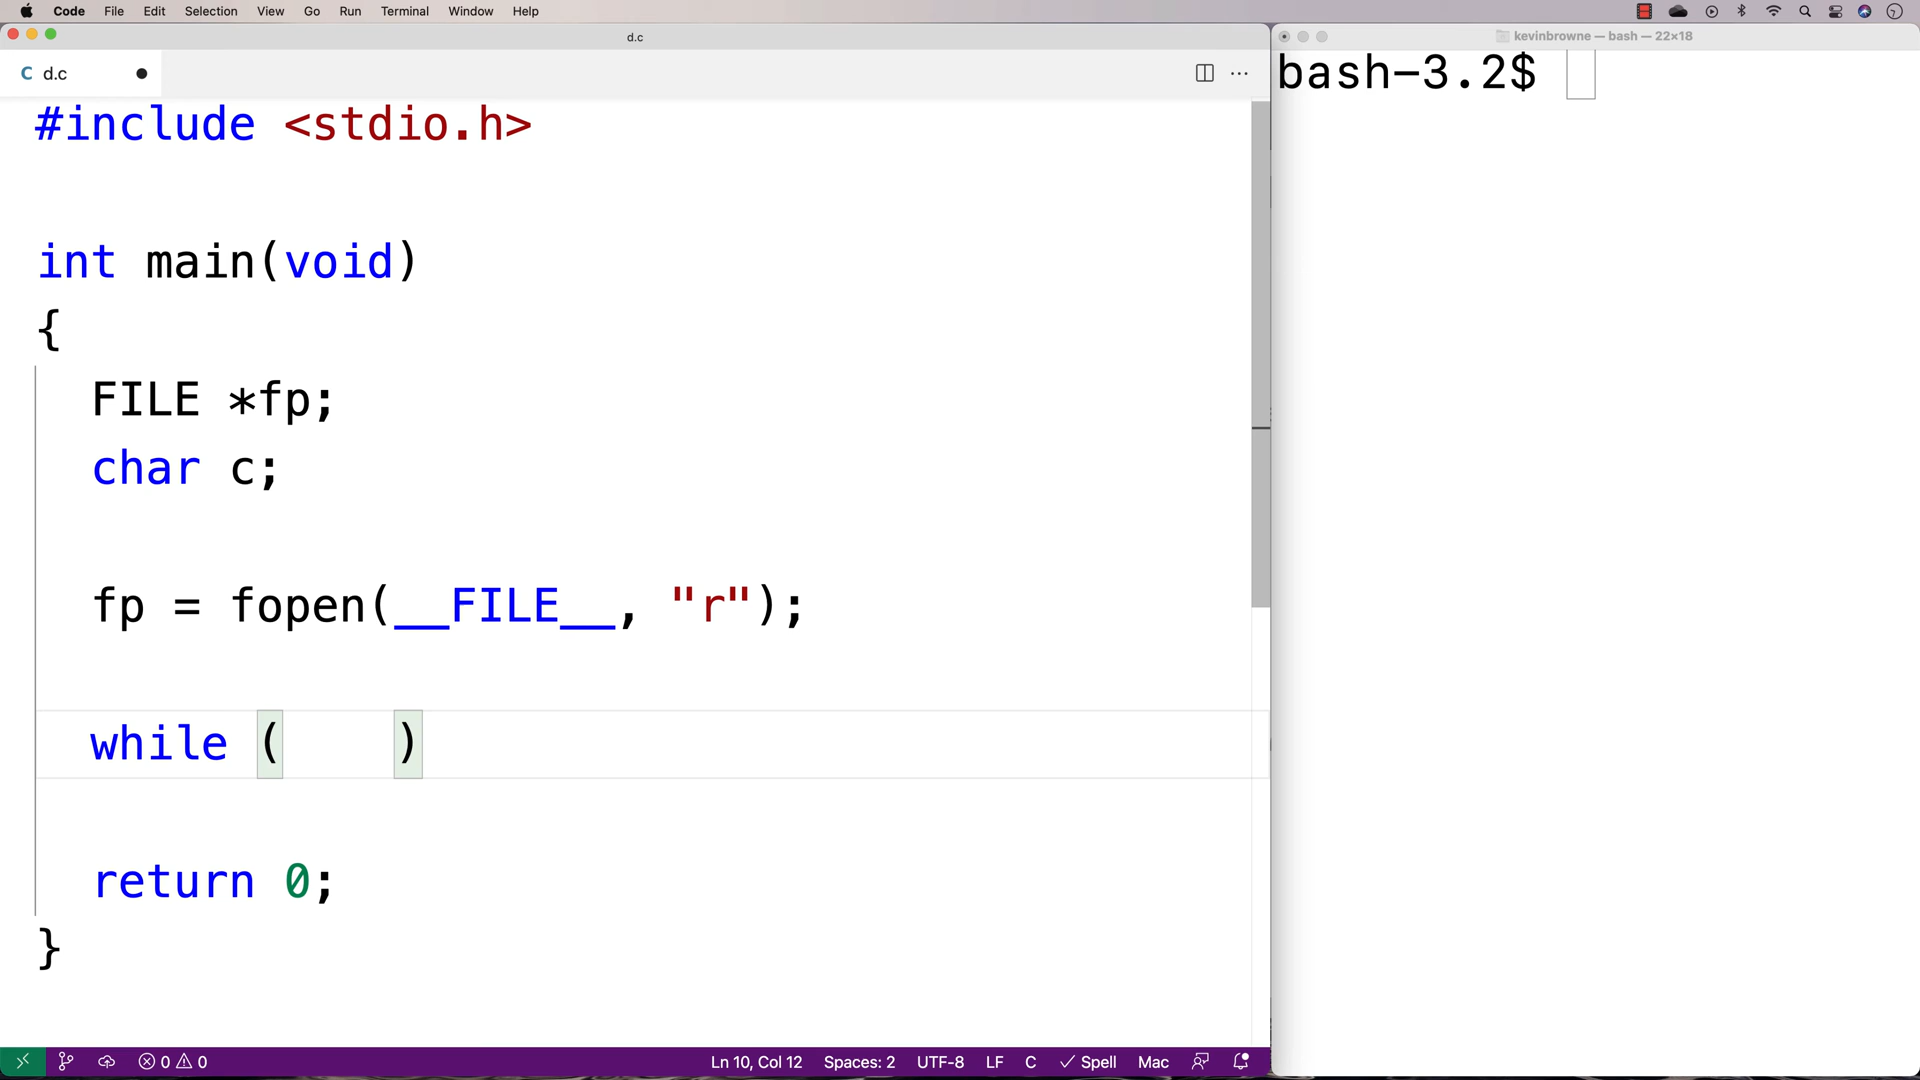 Code File Edit Selection View Go Run Terminal Window Help
d.c
kevinbrowne — bash — 22×18
C d.c
bash-3.2$
#include <stdio.h>
int main(void)
{
FILE *fp;
char c;
fp = fopen(__FILE__, "r");
while (    )
return 0;
}
0 0 Ln 10, Col 12 Spaces: 2 UTF-8 LF C Spell Mac